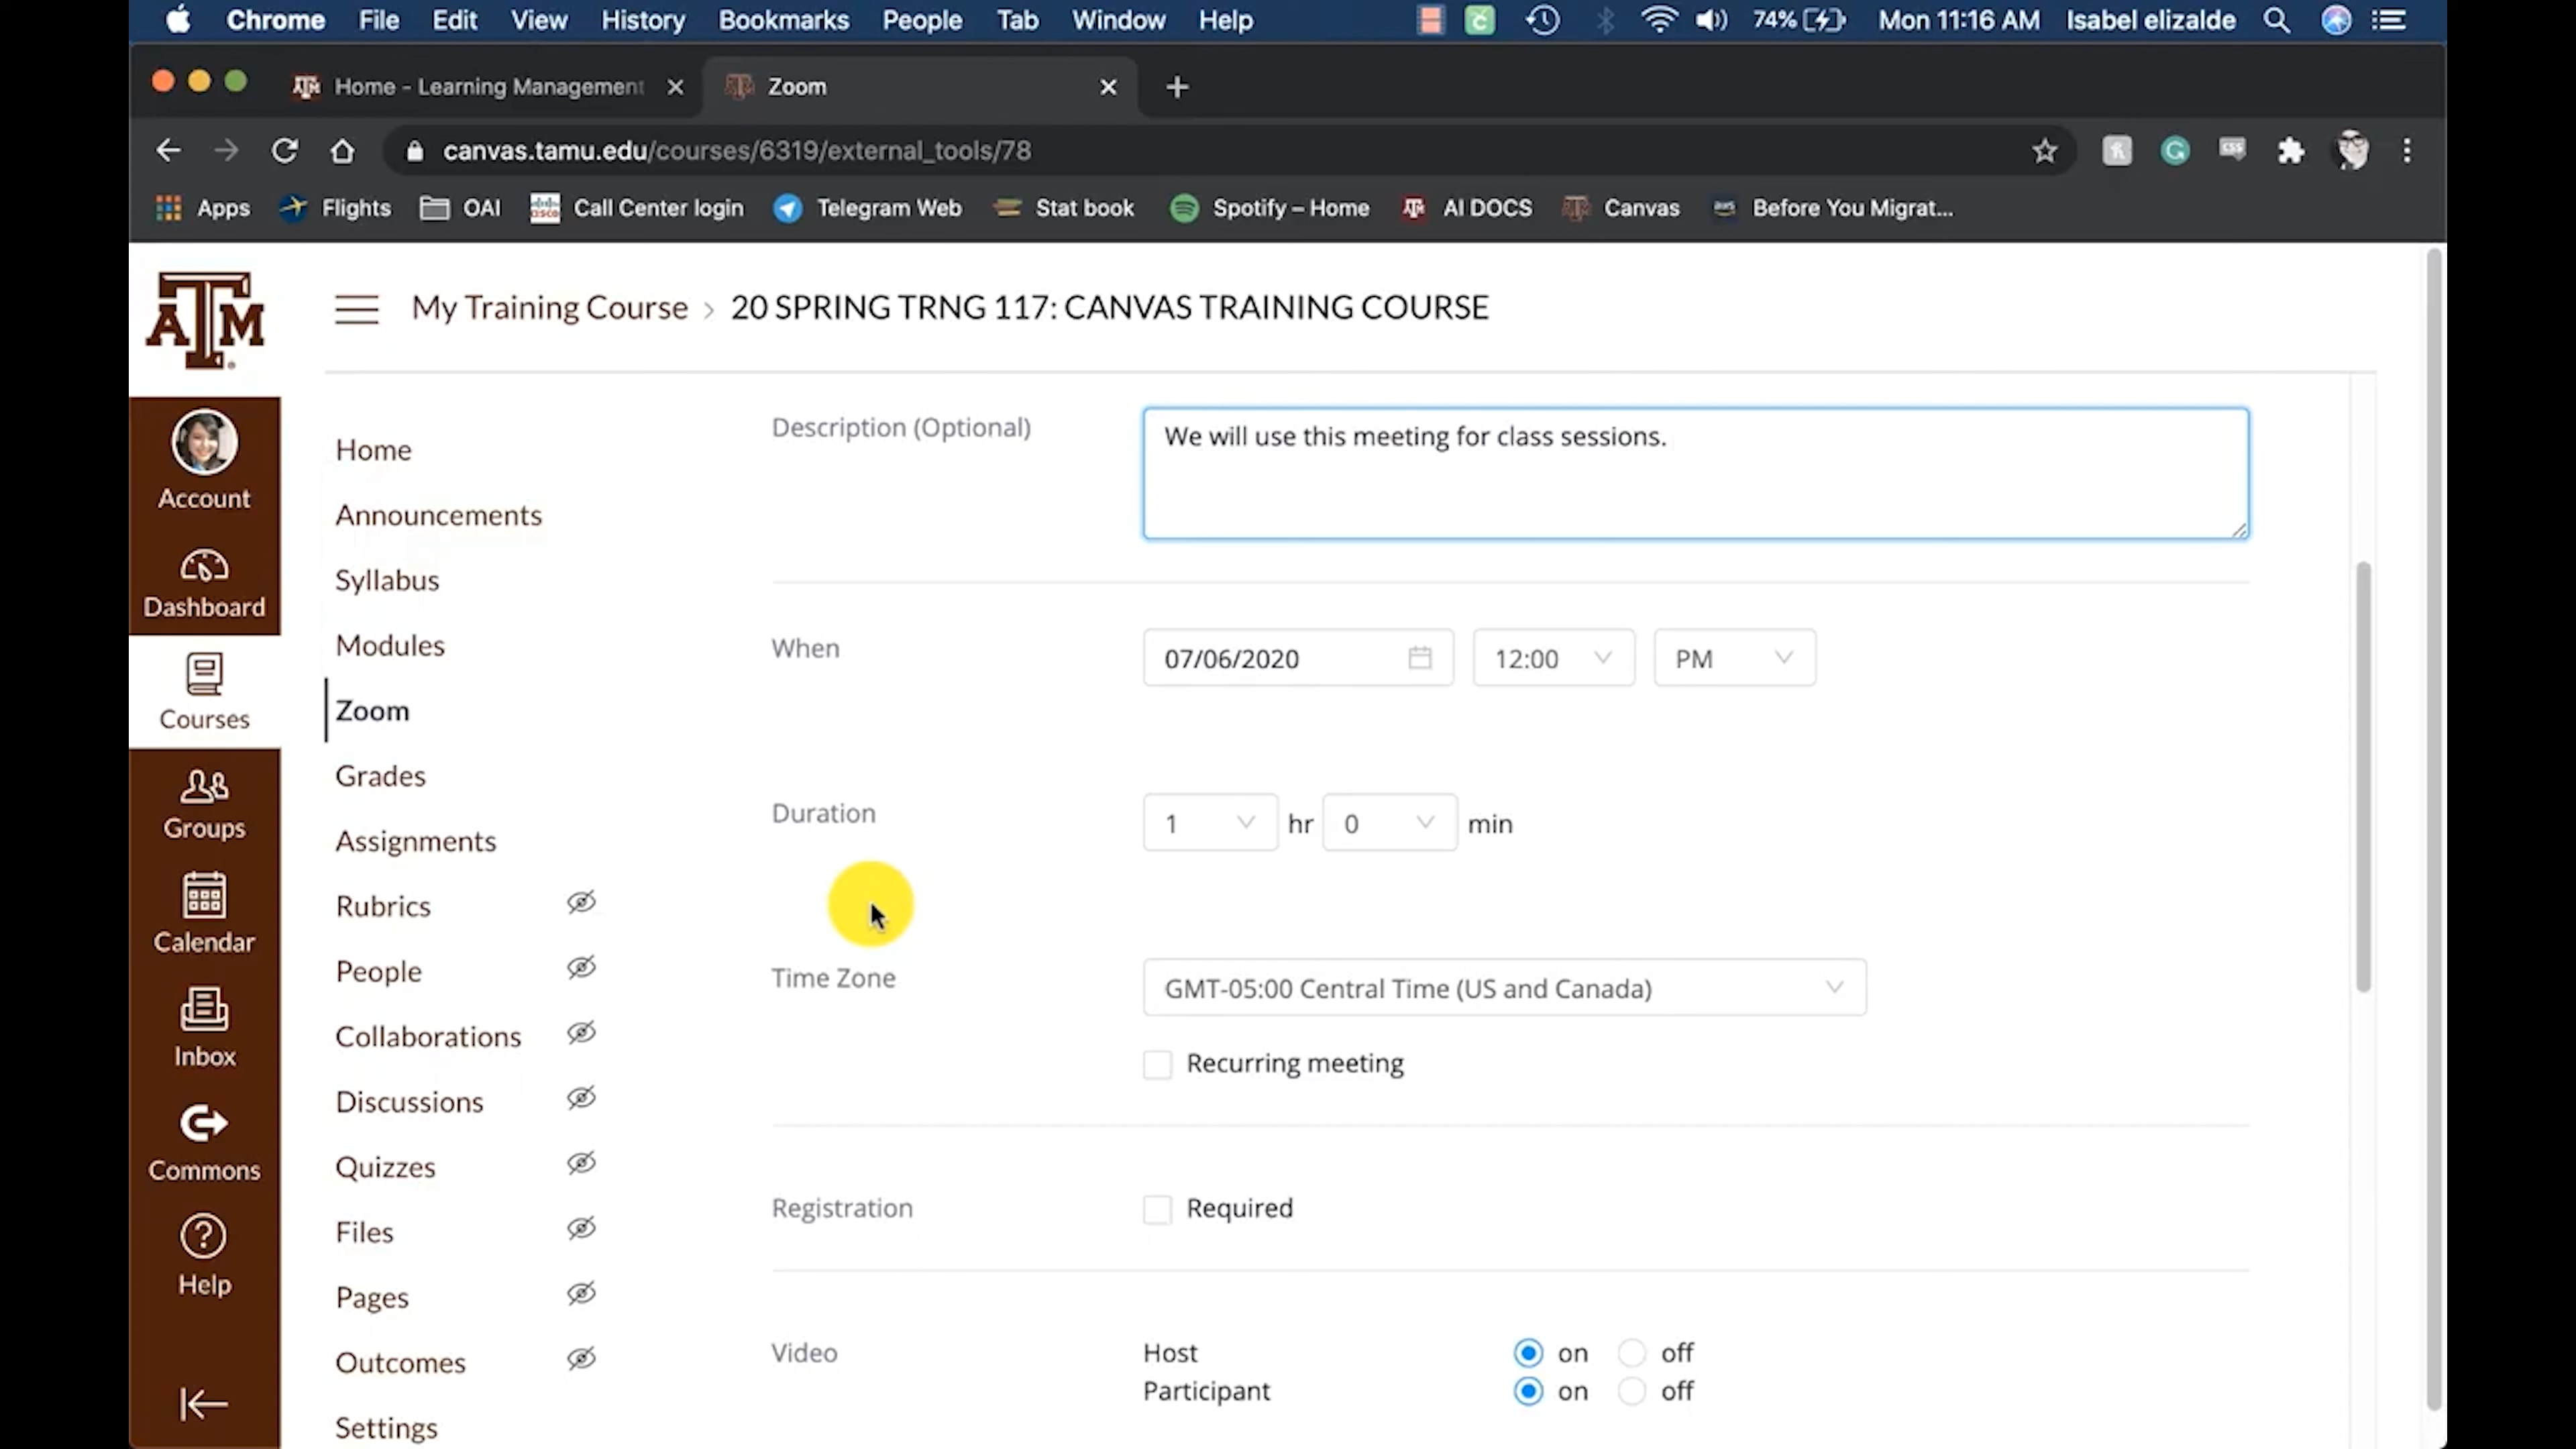 Chrome File Edit View History Bookmarks People Tab Window Help 74% Mon 11:16 AM Isabel elizalde
Home - Learning Management Zoom
canvas.tamu.edu/courses/6319/external_tools/78
Apps Flights OAI Call Center login Telegram Web Stat book Spotify – Home AI DOCS Canvas Before You Migrat...
ATM
My Training Course > 20 SPRING TRNG 117: CANVAS TRAINING COURSE
Account
Dashboard
Courses
Groups
Calendar
Inbox
Commons
Help
Home
Announcements
Syllabus
Modules
Zoom
Grades
Assignments
Rubrics
People
Collaborations
Discussions
Quizzes
Files
Pages
Outcomes
Settings
Description (Optional) We will use this meeting for class sessions.
When 07/06/2020 12:00 PM
Duration 1 hr 0 min
Time Zone GMT-05:00 Central Time (US and Canada)
Recurring meeting
Registration Required
Video Host on off
Participant on off